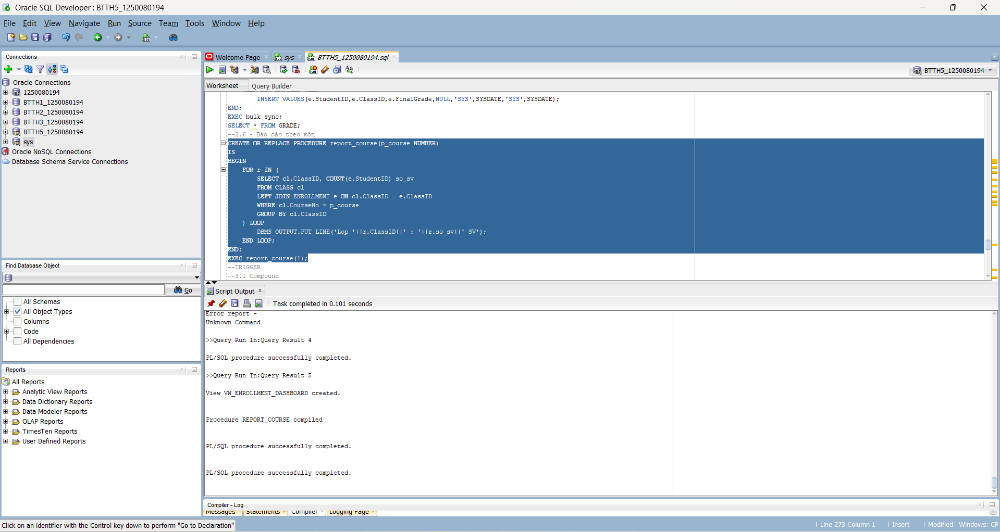 Oracle SQL Developer : BTTH5_1250080194
File Edit View Navigate Run Source Team Tools Window Help
Connections
Oracle Connections
1250080194
BTTH1_1250080194
BTTH2_1250080194
BTTH3_1250080194
BTTH5_1250080194
sys
Oracle NoSQL Connections
Database Schema Service Connections
Find Database Object
Go
All Schemas
All Object Types
Columns
Code
All Dependencies
Reports
All Reports
Analytic View Reports
Data Dictionary Reports
Data Modeler Reports
OLAP Reports
TimesTen Reports
User Defined Reports
Welcome Page sys BTTH5_1250080194.sql
BTTH5_1250080194
Worksheet Query Builder
INSERT VALUES(e.StudentID,e.ClassID,e.FinalGrade,NULL,'SYS',SYSDATE,'SYS',SYSDATE);
END;
EXEC bulk_sync;
SELECT * FROM GRADE;
--2.6 - Báo cáo theo môn
CREATE OR REPLACE PROCEDURE report_course(p_course NUMBER)
IS
BEGIN
FOR r IN (
SELECT cl.ClassID, COUNT(e.StudentID) so_sv
FROM CLASS cl
LEFT JOIN ENROLLMENT e ON cl.ClassID = e.ClassID
WHERE cl.CourseNo = p_course
GROUP BY cl.ClassID
) LOOP
DBMS_OUTPUT.PUT_LINE('Lop '||r.ClassID||' : '||r.so_sv||' SV');
END LOOP;
END;
EXEC report_course(1);
--TRIGGER
--3.1 Compound
Script Output
Task completed in 0.101 seconds
Error report -
Unknown Command
>>Query Run In:Query Result 4
PL/SQL procedure successfully completed.
>>Query Run In:Query Result 5
View VW_ENROLLMENT_DASHBOARD created.
Procedure REPORT_COURSE compiled
PL/SQL procedure successfully completed.
PL/SQL procedure successfully completed.
Compiler - Log
Messages Statements Compiler Logging Page
Click on an identifier with the Control key down to perform "Go to Declaration"
Line 273 Column 1 Insert Modified Windows: CR